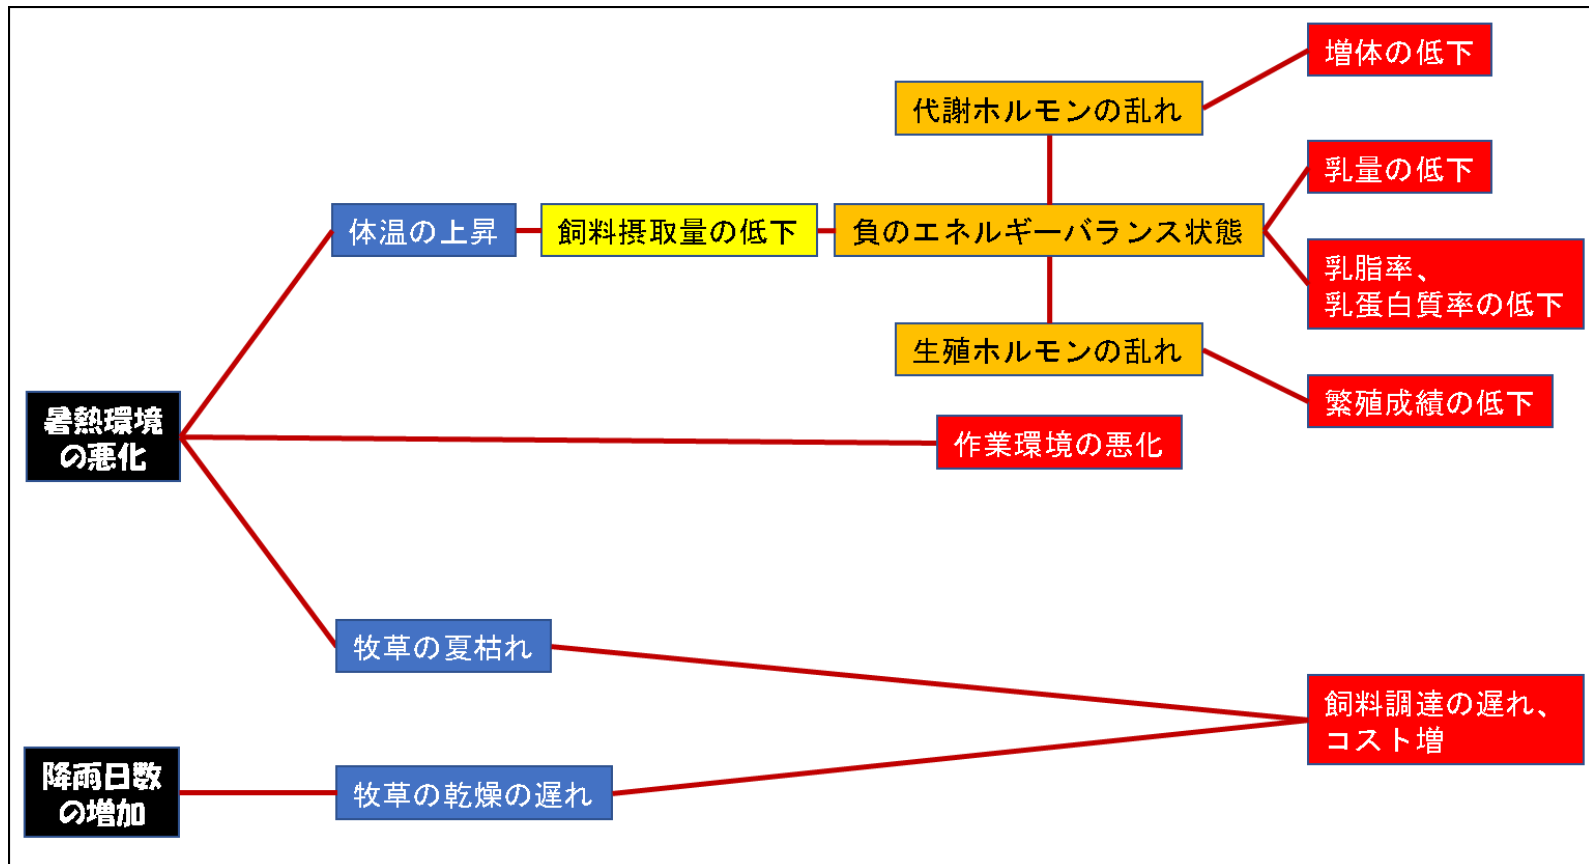 増体の低下
代謝ホルモンの乱れ
乳量の低下
体温の上昇
飼料摂取量の低下
負のエネルギーバランス状態
乳脂率、
乳蛋白質率の低下
生殖ホルモンの乱れ
繁殖成績の低下
暑熱環境
の悪化
作業環境の悪化
牧草の夏枯れ
飼料調達の遅れ、
コスト増
降雨日数
の増加
牧草の乾燥の遅れ